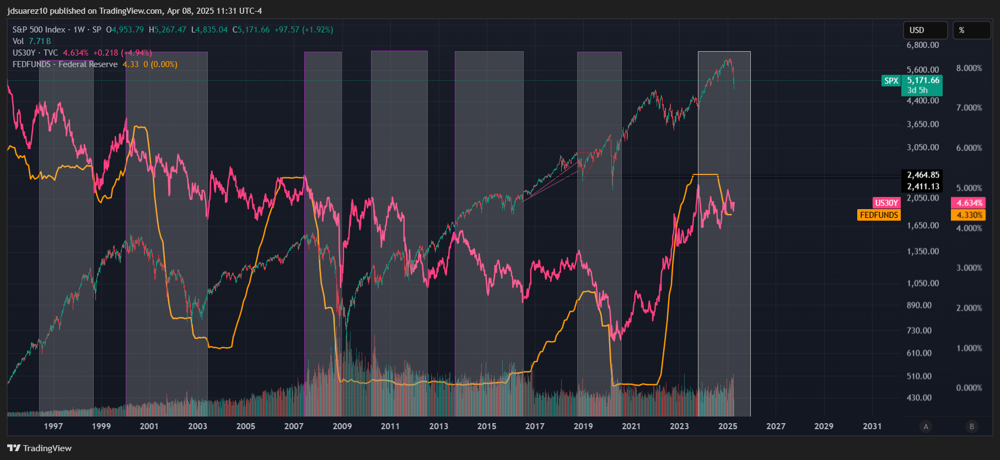 jdsuarez10 published on TradingView.com, Apr 08, 2025 11:31 UTC-4
S&P 500 Index · 1W · SP O4,953.79 H5,267.47 L4,835.04 C5,171.66 +97.57 (+1.92%)
Vol 7.71B
US30Y · TVC 4.634% +0.218 (+4.94%)
FEDFUNDS · Federal Reserve 4.33 0 (0.00%)
USD %
6,800.00
5,600.00
8.000%
SPX 5,171.66
3d 5h
4,400.00
7.000%
3,650.00
3,050.00
6.000%
2,464.85
2,411.13
5.000%
2,050.00
US30Y 4.634%
FEDFUNDS 4.330%
1,650.00
4.000%
1,350.00
3.000%
1,050.00
890.00
2.000%
730.00
610.00
1.000%
510.00
0.000%
430.00
1997 1999 2001 2003 2005 2007 2009 2011 2013 2015 2017 2019 2021 2023 2025 2027 2029 2031 A B
TradingView